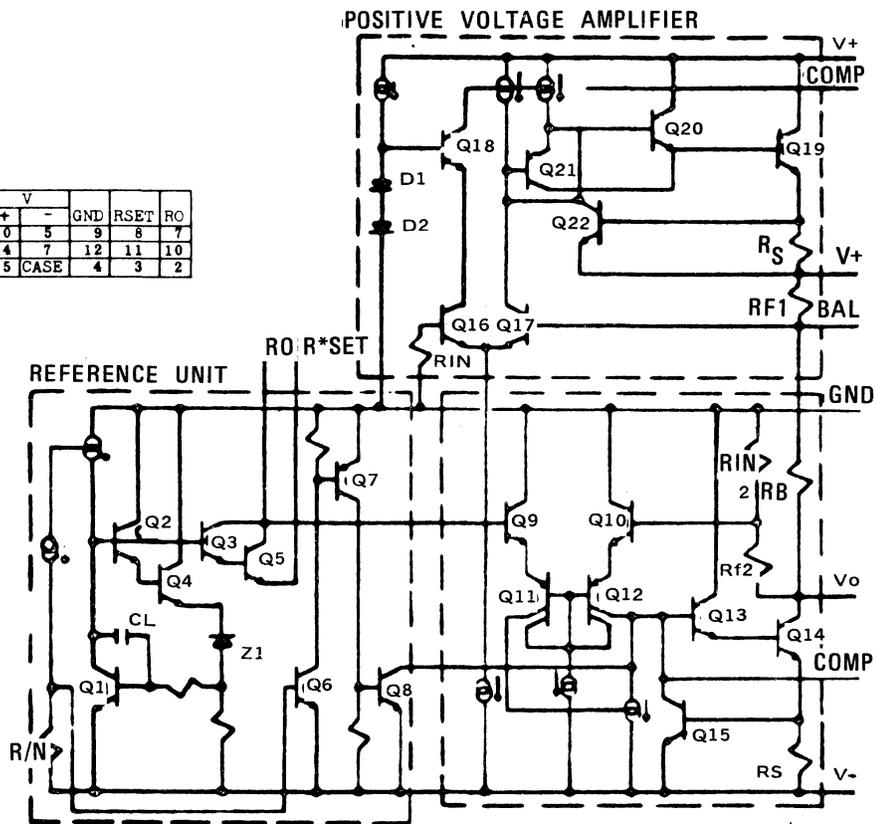 POSITIVE VOLTAGE AMPLIFIER
V+
COMP
Q18
Q20
Q19
Q21
D1
D2
Q22
RS
V+
RF1 BAL
Q16 Q17
RIN
V
+ - GND RSET RO
0 5 9 8 7
4 7 12 11 10
5 CASE 4 3 2
RO R*SET
REFERENCE UNIT
GND
Q7
RIN
2 RB
Q2
Q3
Q5
Q9
Q10
Q4
Rf2
Vo
Q11
Q12
Q13
CL
Z1
Q14
COMP
Q1
Q6
Q8
Q15
R/N
RS
V-